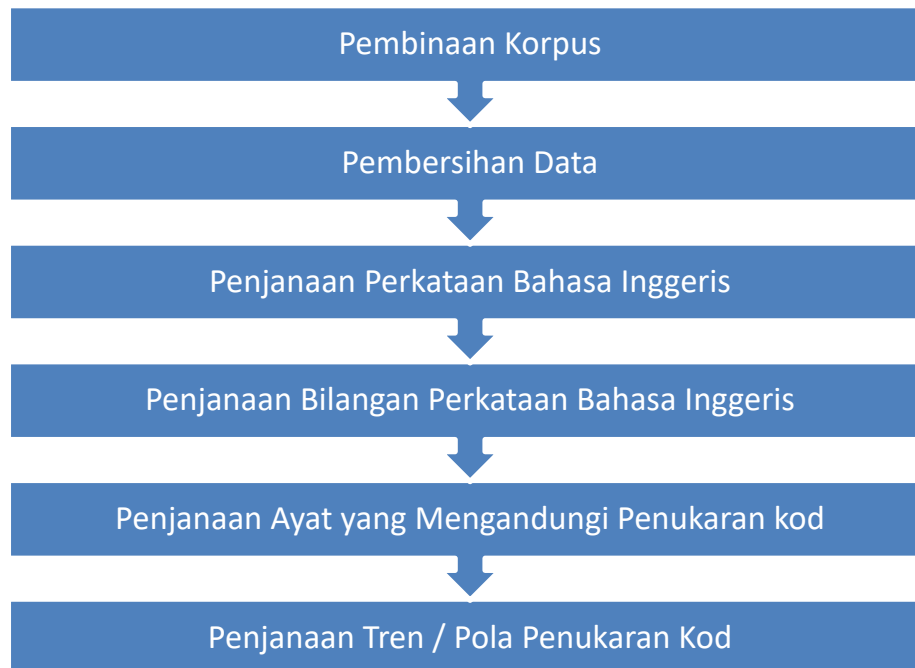 Pembinaan Korpus
Pembersihan Data
Penjanaan Perkataan Bahasa Inggeris
Penjanaan Bilangan Perkataan Bahasa Inggeris
Penjanaan Ayat yang Mengandungi Penukaran kod
Penjanaan Tren / Pola Penukaran Kod